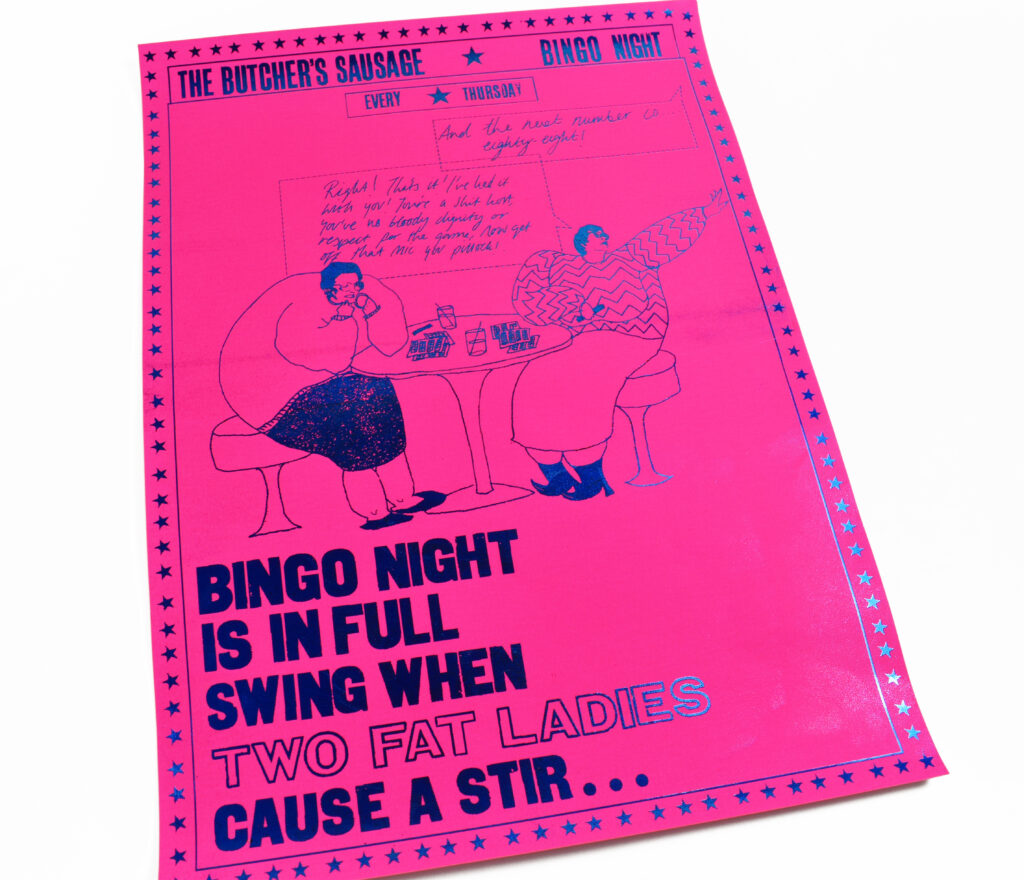 THE BUTCHER'S SAUSAGE ★ BINGO NIGHT
EVERY ★ THURSDAY
And the next number is
eighty-eight!
Right! That's it! I've had it
with you! You're a shit host,
You've no bloody dignity or
respect for the game, now get
off that mic you pillock!
BINGO NIGHT
IS IN FULL
SWING WHEN
TWO FAT LADIES
CAUSE A STIR...